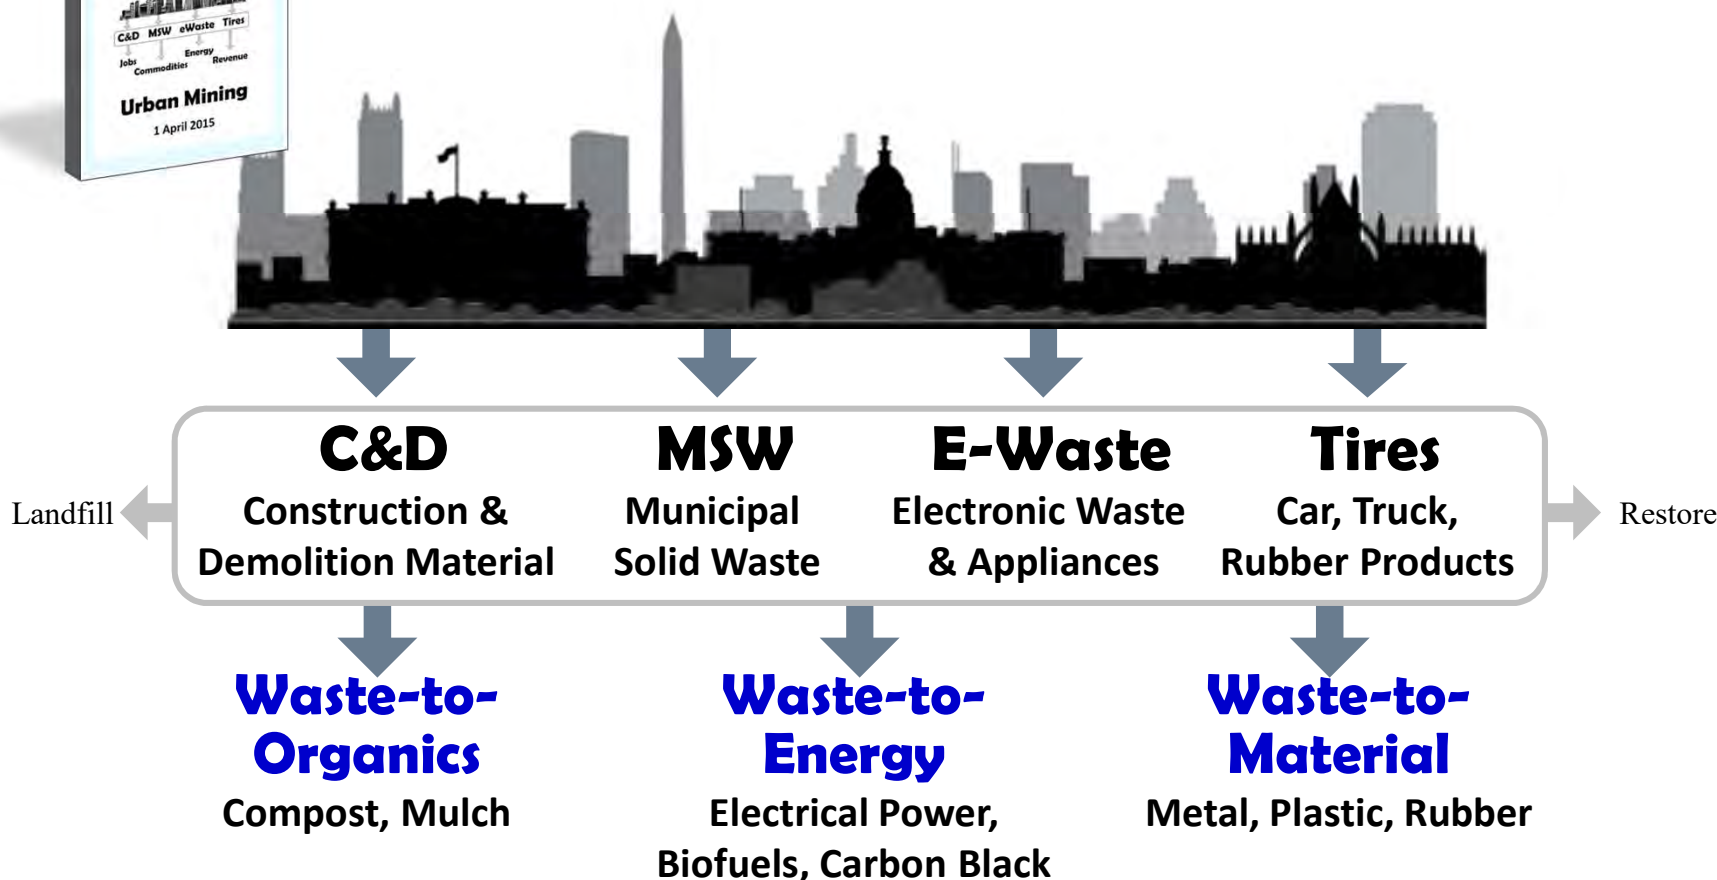 C&D MSW eWaste Tires
Jobs
Commodities
Energy
Revenue
Urban Mining
1 April 2015
C&D
MSW
E-Waste
Tires
Construction &
Demolition Material
Municipal
Solid Waste
Electronic Waste
& Appliances
Car, Truck,
Rubber Products
Landfill
Restore
Waste-to-
Organics
Compost, Mulch
Waste-to-
Energy
Electrical Power,
Biofuels, Carbon Black
Waste-to-
Material
Metal, Plastic, Rubber